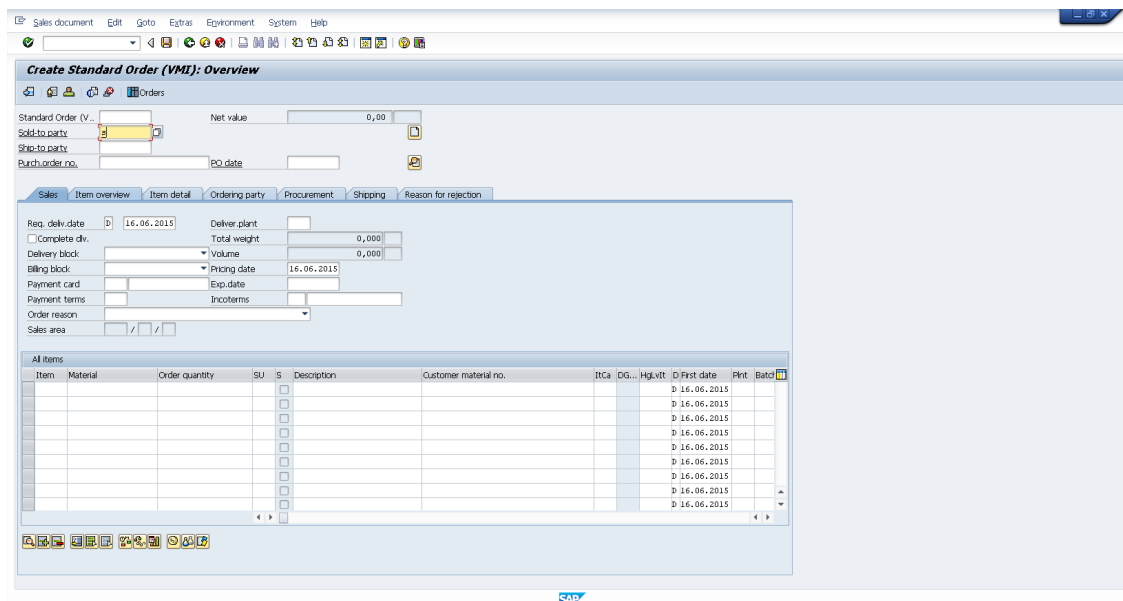 Sales document Edit Goto Extras Environment System Help
Create Standard Order (VMI): Overview
Orders
Standard Order (V... Net value 0,00
Sold-to party s
Ship-to party
Purch.order no. PO date
Sales Item overview Item detail Ordering party Procurement Shipping Reason for rejection
Req. deliv.date D 16.06.2015 Deliver.plant
Complete dlv. Total weight 0,000
Delivery block Volume 0,000
Billing block Pricing date 16.06.2015
Payment card Exp.date
Payment terms Incoterms
Order reason
Sales area / /
All items
Item Material Order quantity SU S Description Customer material no. ItCa DG... HgLvIt D First date Plnt Batch
D 16.06.2015
D 16.06.2015
D 16.06.2015
D 16.06.2015
D 16.06.2015
D 16.06.2015
D 16.06.2015
D 16.06.2015
D 16.06.2015
SAP